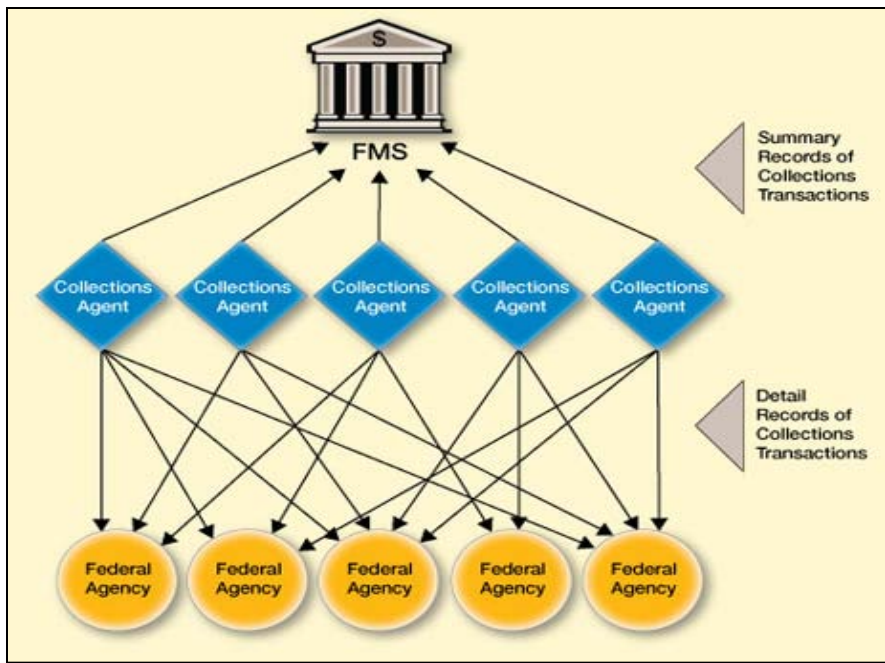 S
FMS
Summary
Records of
Collections
Transactions
Collections
Agent
Collections
Agent
Collections
Agent
Collections
Agent
Collections
Agent
Detail
Records of
Collections
Transactions
Federal
Agency
Federal
Agency
Federal
Agency
Federal
Agency
Federal
Agency